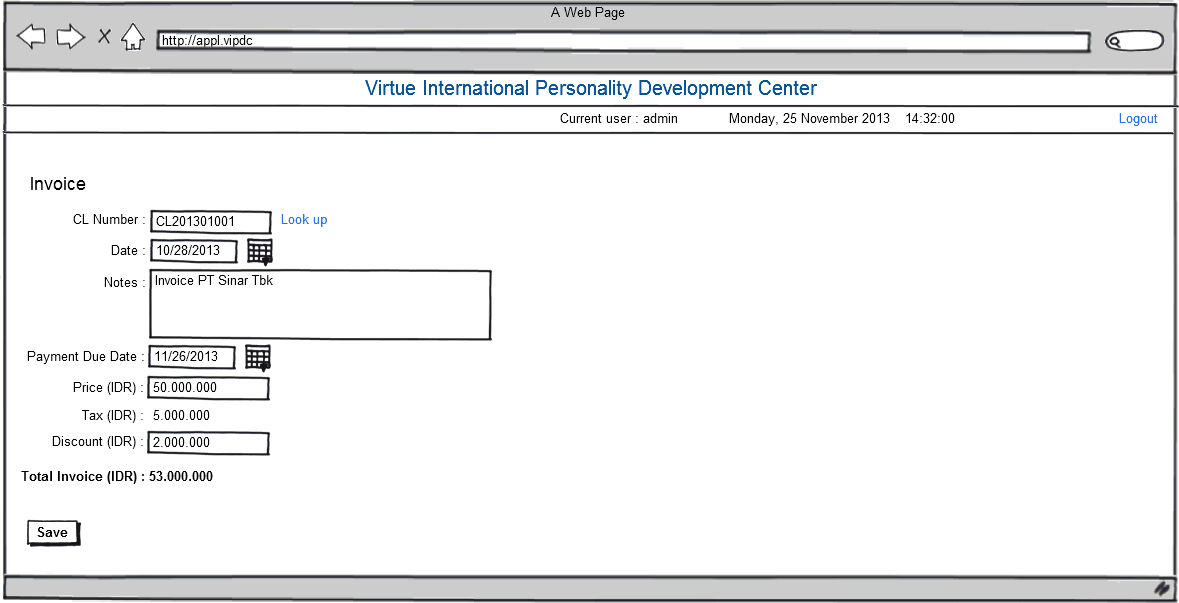 A Web Page
http://appl.vipdc
Virtue International Personality Development Center
Current user : admin Monday, 25 November 2013 14:32:00 Logout
Invoice
CL Number : CL201301001 Look up
Date : 10/28/2013
Notes : Invoice PT Sinar Tbk
Payment Due Date : 11/26/2013
Price (IDR) : 50.000.000
Tax (IDR) : 5.000.000
Discount (IDR) : 2.000.000
Total Invoice (IDR) : 53.000.000
Save